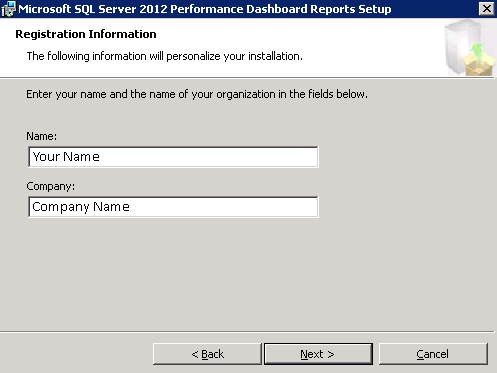 Microsoft SQL Server 2012 Performance Dashboard Reports Setup
Registration Information
The following information will personalize your installation.
Enter your name and the name of your organization in the fields below.
Name:
Your Name
Company:
Company Name
< Back Next > Cancel